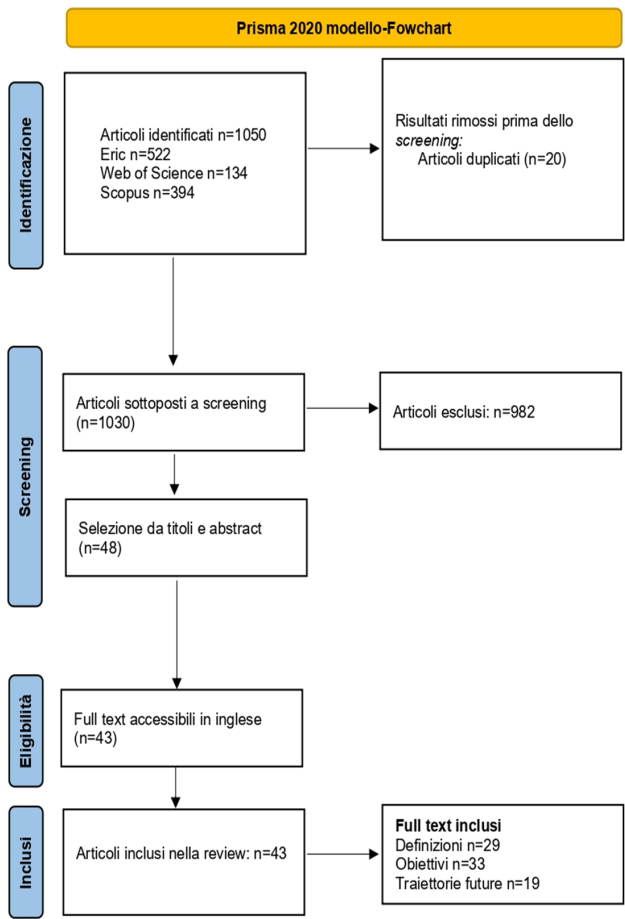 Prisma 2020 modello-Fowchart
Identificazione
Articoli identificati n=1050
Eric n=522
Web of Science n=134
Scopus n=394
Risultati rimossi prima dello
screening:
Articoli duplicati (n=20)
Screening
Articoli sottoposti a screening
(n=1030)
Articoli esclusi: n=982
Selezione da titoli e abstract
(n=48)
Eligibilità
Full text accessibili in inglese
(n=43)
Inclusi
Articoli inclusi nella review: n=43
Full text inclusi
Definizioni n=29
Obiettivi n=33
Traiettorie future n=19